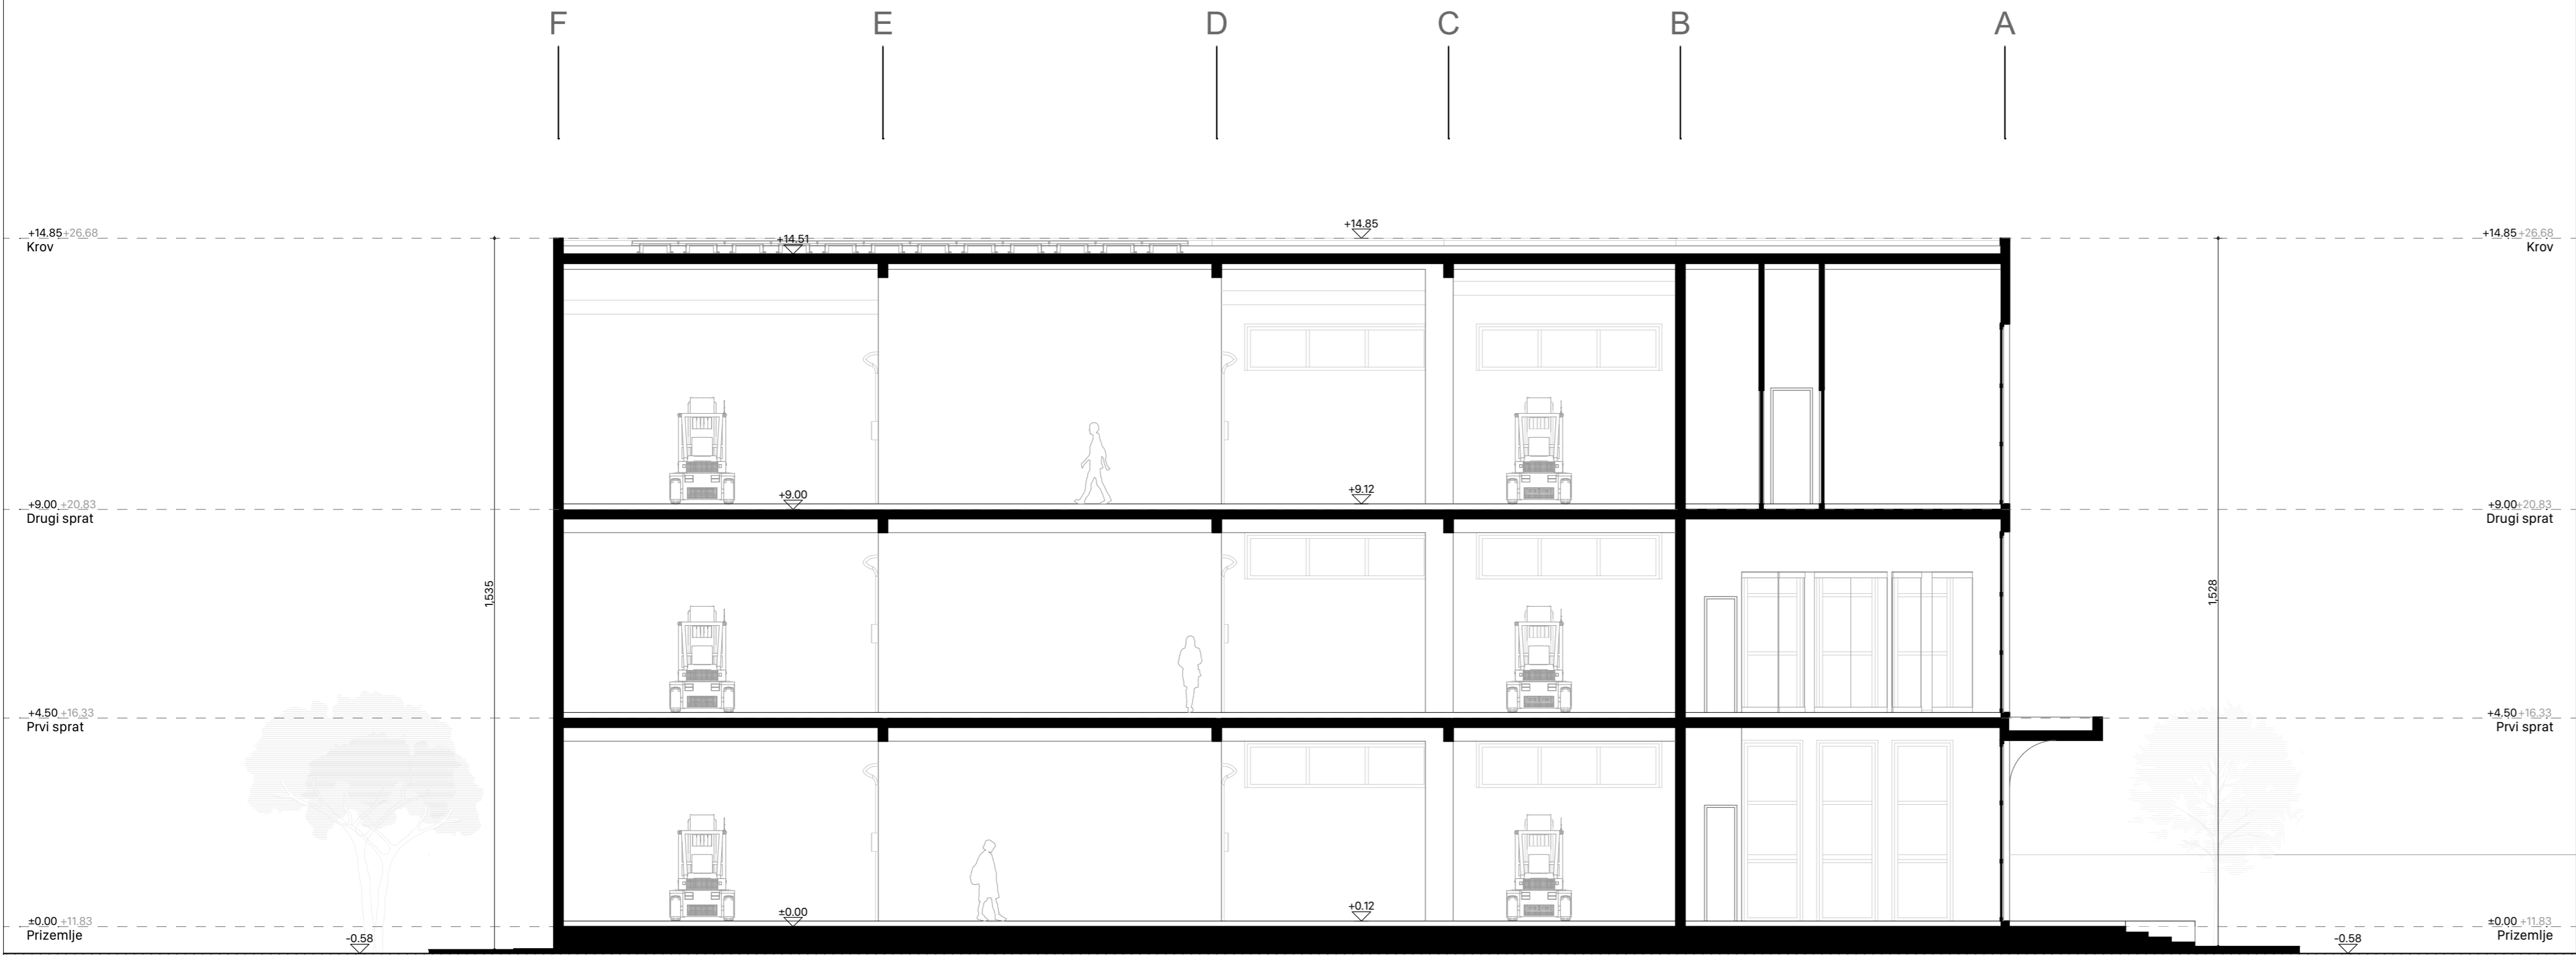 F E D C B A
+14.85 +26.68
Krov
+14.51
+14.85
+14.85 +26.68
Krov
+9.00 +20.83
Drugi sprat
+9.00
+9.12
+9.00 +20.83
Drugi sprat
1,535
1,528
+4.50 +16.33
Prvi sprat
+4.50 +16.33
Prvi sprat
±0.00 +11.83
Prizemlje
±0.00
+0.12
±0.00 +11.83
Prizemlje
-0.58
-0.58